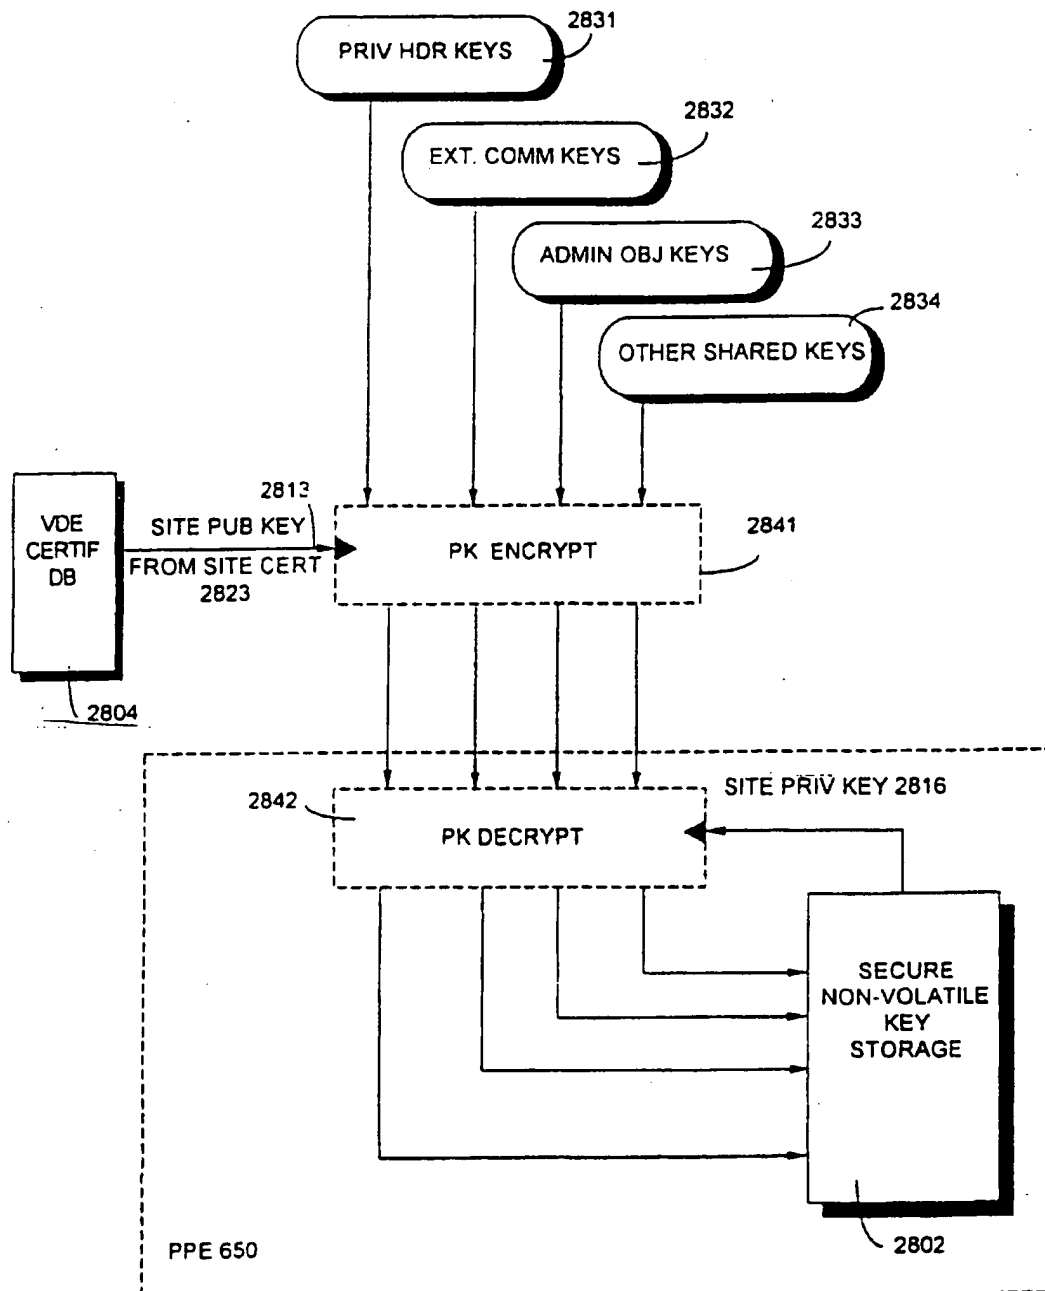 2831
PRIV HDR KEYS
2832
EXT. COMM KEYS
2833
ADMIN OBJ KEYS
2834
OTHER SHARED KEYS
2813
SITE PUB KEY
FROM SITE CERT
2823
VDE
CERTIF
DB
2804
PK ENCRYPT
2841
2842
PK DECRYPT
SITE PRIV KEY 2816
SECURE
NON-VOLATILE
KEY
STORAGE
2802
PPE 650